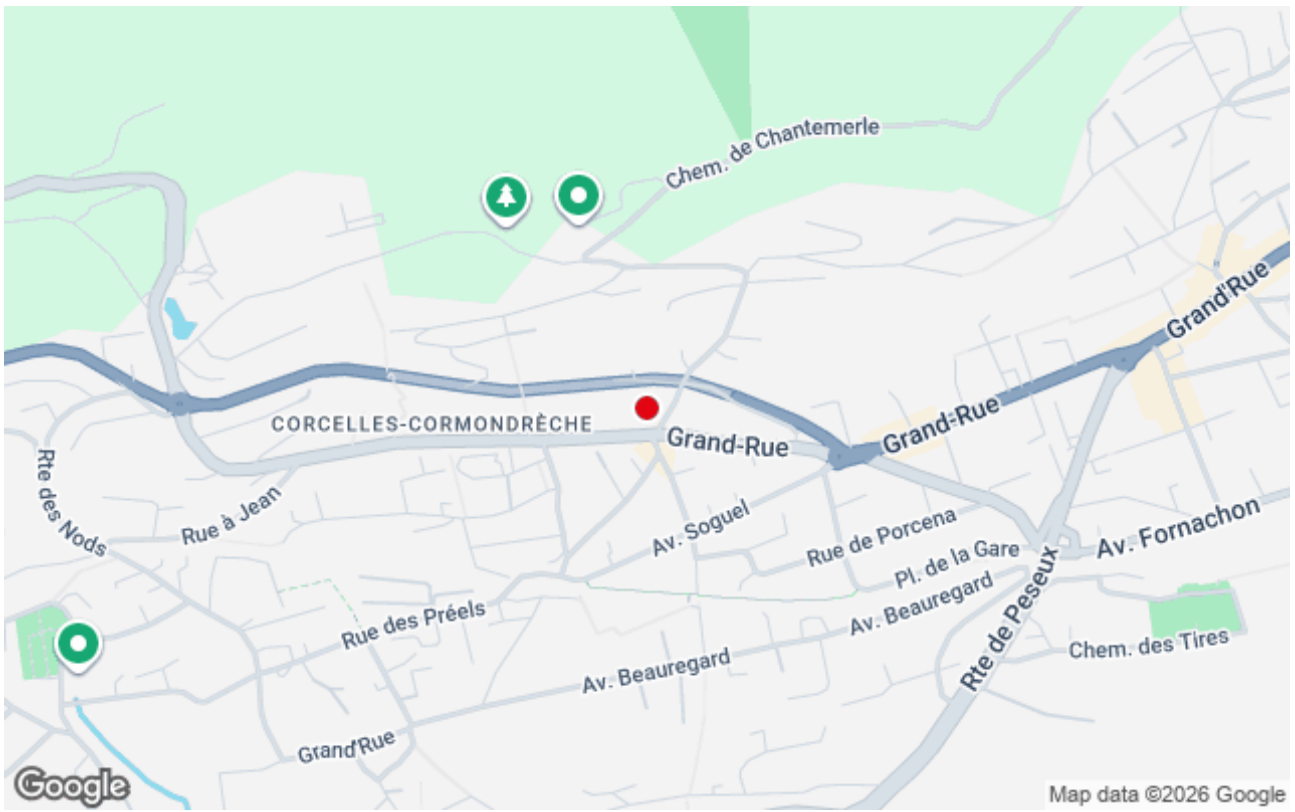 Chem. de Chantemerle
Grand'Rue
CORCELLES-CORMONDRÈCHE
Grand-Rue
Grand-Rue
Rte des Nods
Rue à Jean
Av. Soguel
Rue de Porcena
Av. Fornachon
Pl. de la Gare
Av. Beauregard
Rue des Préels
Rte de Peseux
Chem. des Tires
Av. Beauregard
Grand'Rue
Google
Map data ©2026 Google